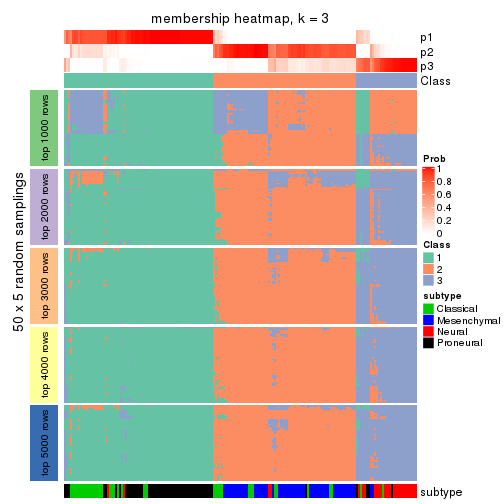 membership heatmap, k = 3
p1
p2
p3
Class
50 x 5 random samplings
top 1000 rows
top 2000 rows
top 3000 rows
top 4000 rows
top 5000 rows
Prob
1
0.8
0.6
0.4
0.2
0
Class
1
2
3
subtype
Classical
Mesenchymal
Neural
Proneural
subtype